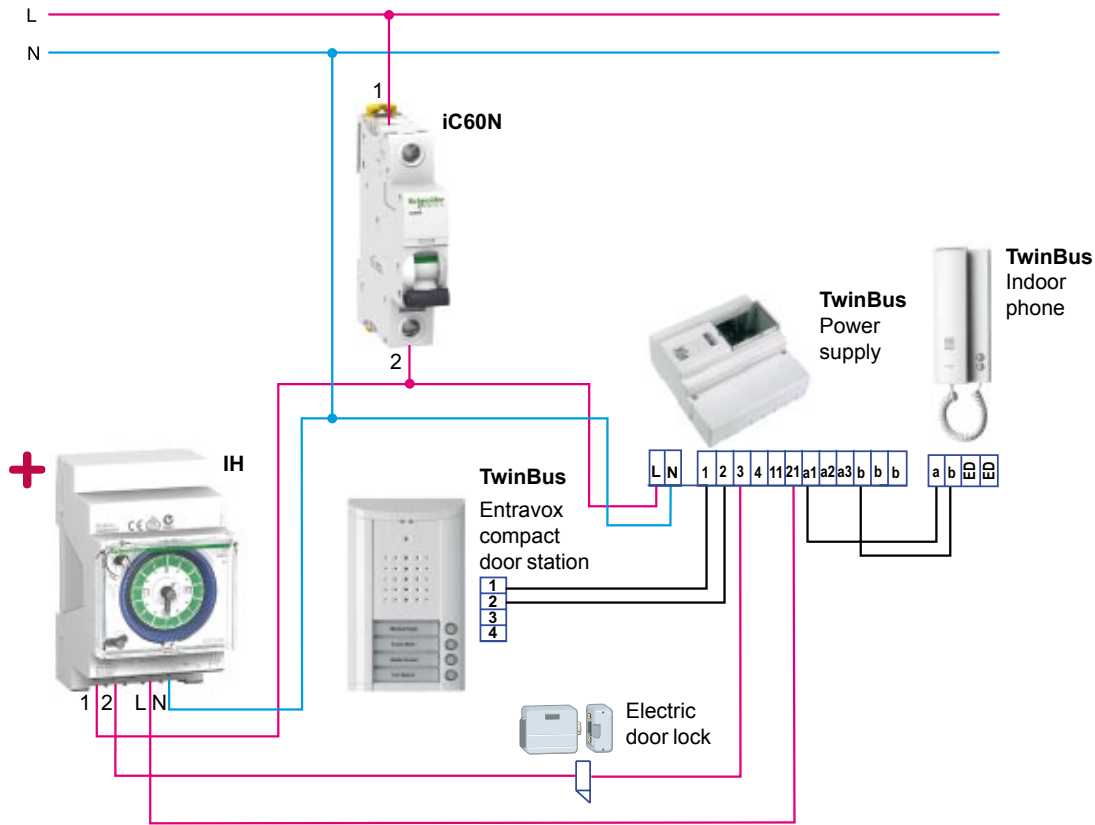 L
N
1
iC60N
Schneider
2
TwinBus
Indoor
phone
TwinBus
Power
supply
IH
L N
1 2 3 4 11 21 a1 a2 a3 b b b
a b ED ED
TwinBus
Entravox
compact
door station
1
2
3
4
1 2 L N
Electric
door lock